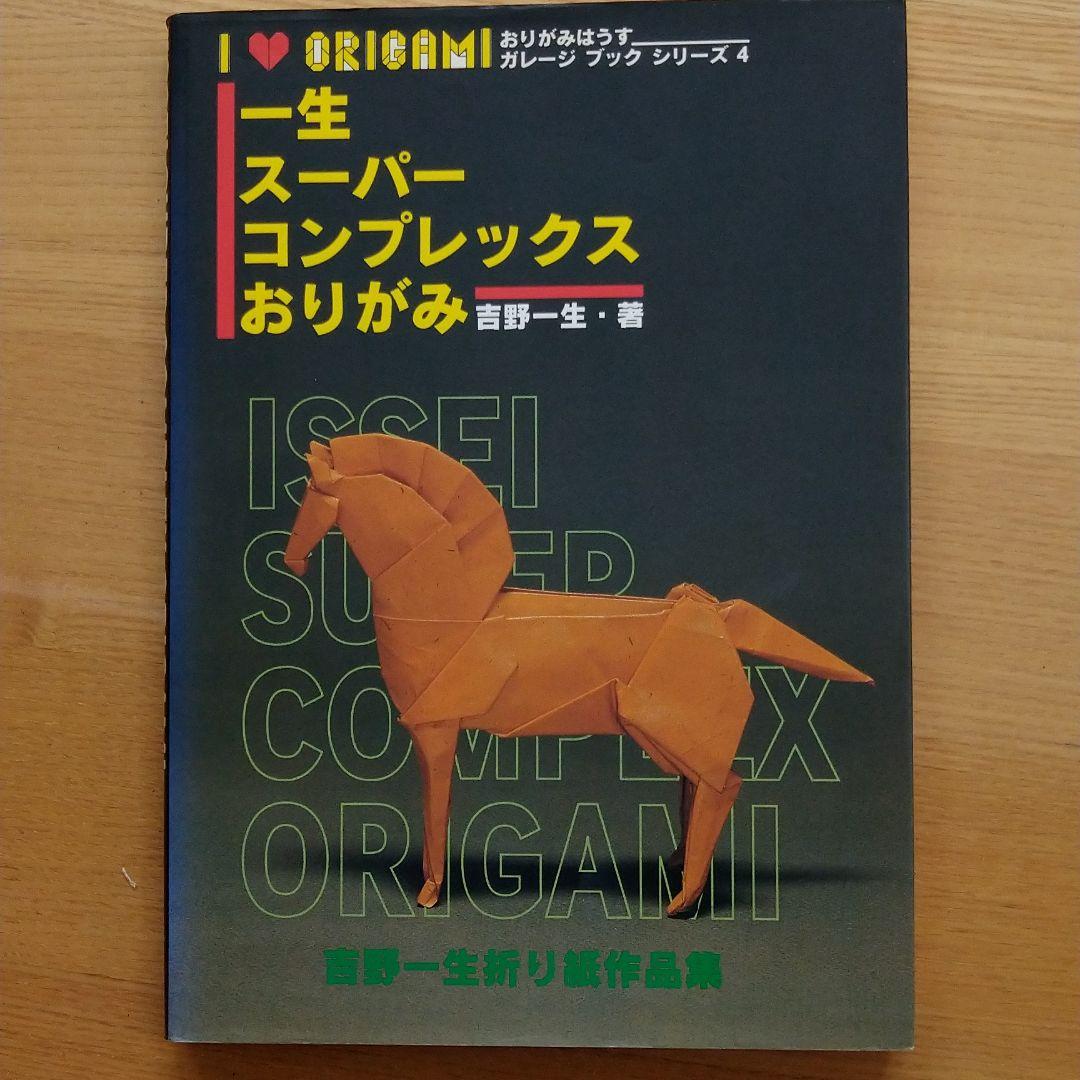 I ❤ ORIGAMI
おりがみはうす
ガレージ ブック シリーズ 4
一生
スーパー
コンプレックス
おりがみ
吉野一生・著
ISSEI
SUPER
COMPLEX
ORIGAMI
吉野一生折り紙作品集